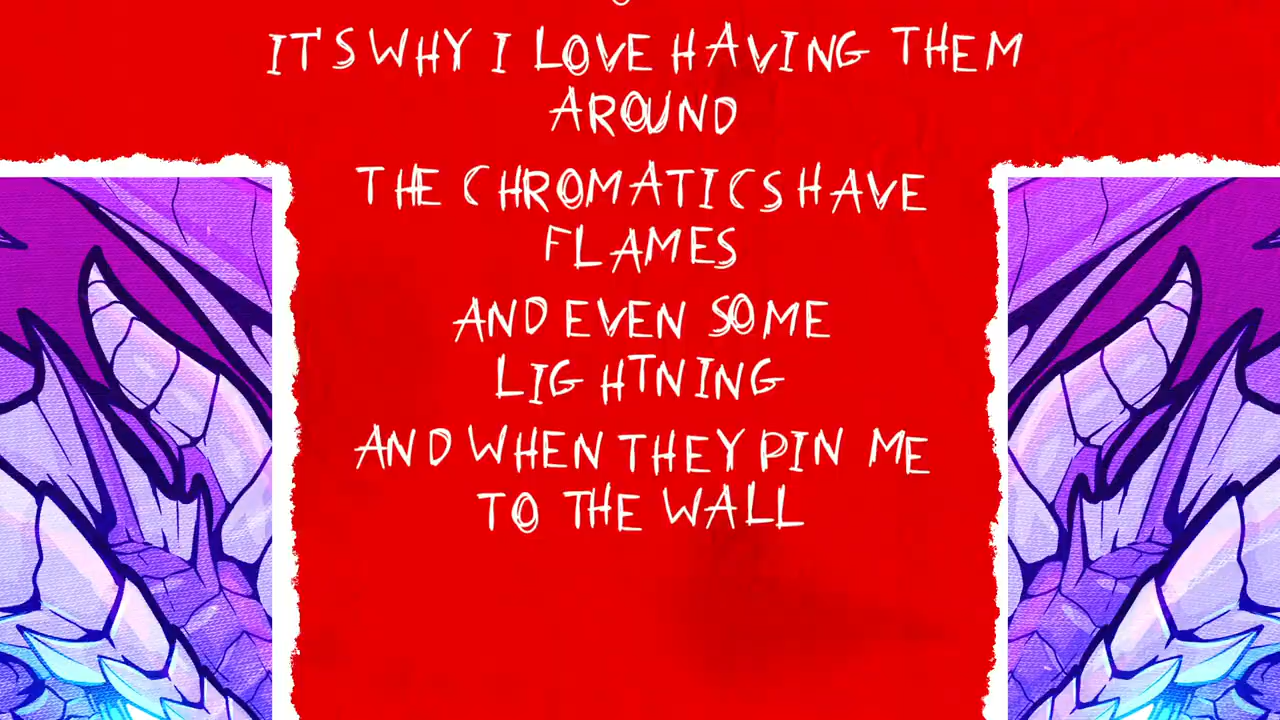 IT'S WHY I LOVE HAVING THEM
AROUND
THE CHROMATICS HAVE
FLAMES
AND EVEN SOME
LIGHTNING
AND WHEN THEY PIN ME
TO THE WALL